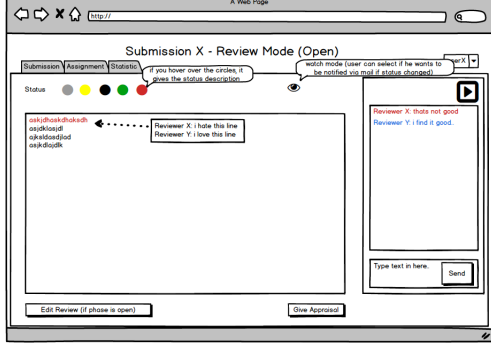 A Web Page
http://
Submission X - Review Mode (Open)
Submission Assignment Statistic
if you hover over the circles, it
gives the status description
watch mode (user can select if he wants to
be notified via mail if status changed)
serX
Status
askjdhaskdhaksdh
asjdklasjdl
ajksldasdjlad
asjkdlajdlk
Reviewer X: i hate this line
Reviewer Y: i love this line
Reviewer X: thats not good
Reviewer Y: i find it good..
Type text in here..
Send
Edit Review (if phase is open)
Give Appraisal